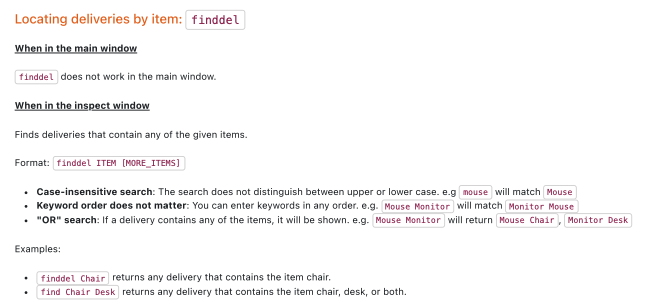 Locating deliveries by item: finddel
When in the main window
finddel does not work in the main window.
When in the inspect window
Finds deliveries that contain any of the given items.
Format: finddel ITEM [MORE_ITEMS]
• Case-insensitive search: The search does not distinguish between upper or lower case. e.g mouse will match Mouse
• Keyword order does not matter: You can enter keywords in any order. e.g. Mouse Monitor will match Monitor Mouse
• "OR" search: If a delivery contains any of the items, it will be shown. e.g. Mouse Monitor will return Mouse Chair, Monitor Desk
Examples:
• finddel Chair returns any delivery that contains the item chair.
• find Chair Desk returns any delivery that contains the item chair, desk, or both.